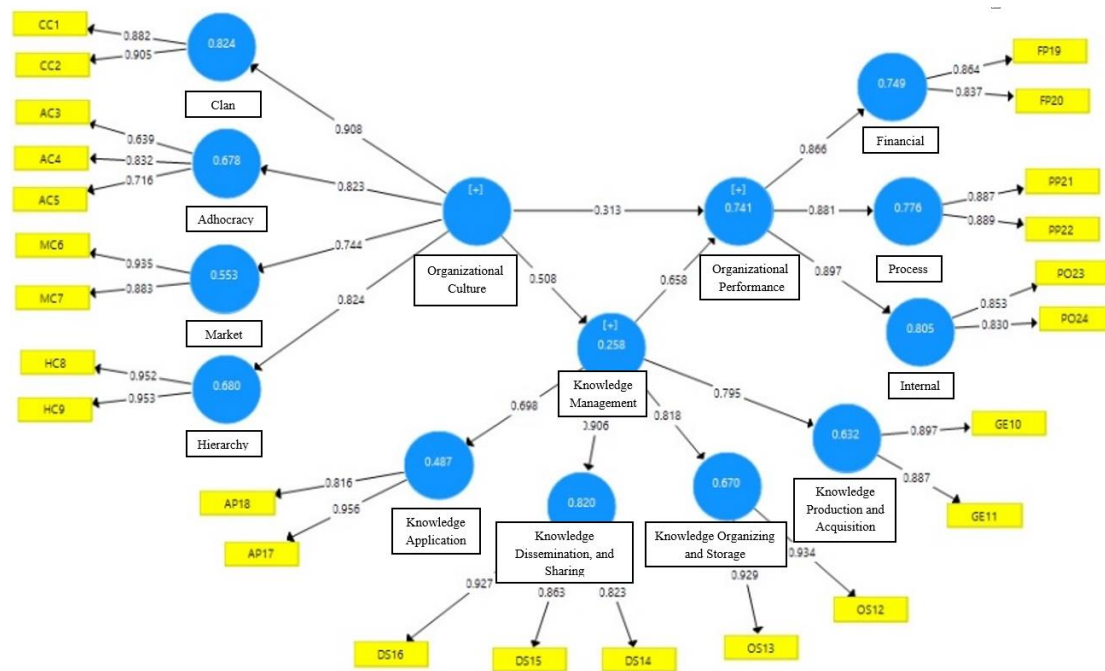 CC1
0.882
CC2
0.905
0.824
Clan
AC3
0.639
AC4
0.832
AC5
0.716
0.678
Adhocracy
MC6
0.935
MC7
0.883
0.553
Market
HC8
0.952
HC9
0.953
0.680
Hierarchy
0.908
0.823
0.744
0.824
[+]
Organizational
Culture
0.313
0.508
0.658
[+]
0.741
Organizational
Performance
0.866
0.881
0.897
0.749
Financial
0.864
FP19
0.837
FP20
0.776
Process
0.887
PP21
0.889
PP22
0.805
Internal
0.853
PO23
0.830
PO24
[+]
0.258
Knowledge
Management
0.698
0.906
0.818
0.795
0.487
Knowledge
Application
0.816
AP18
0.956
AP17
0.820
Knowledge
Dissemination, and
Sharing
0.927
0.863
0.823
DS16
DS15
DS14
0.670
Knowledge Organizing
and Storage
0.929
0.934
OS13
OS12
0.632
Knowledge
Production and
Acquisition
0.897
GE10
0.887
GE11